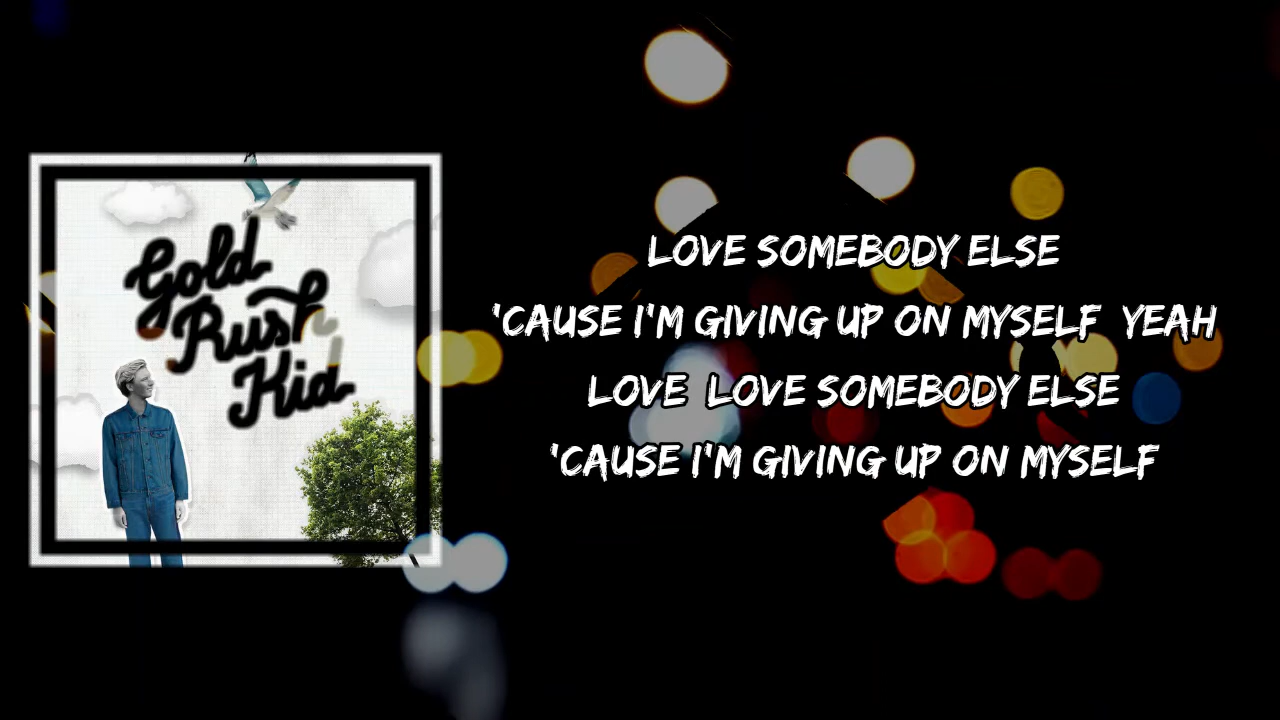 Gold
Rush
Kid
LOVE SOMEBODY ELSE
'CAUSE I'M GIVING UP ON MYSELF YEAH
LOVE LOVE SOMEBODY ELSE
'CAUSE I'M GIVING UP ON MYSELF